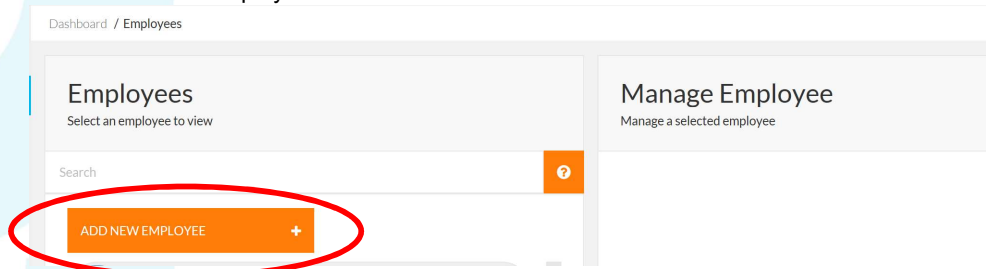 Dashboard / Employees
Employees
Select an employee to view
Search
?
ADD NEW EMPLOYEE +
Manage Employee
Manage a selected employee